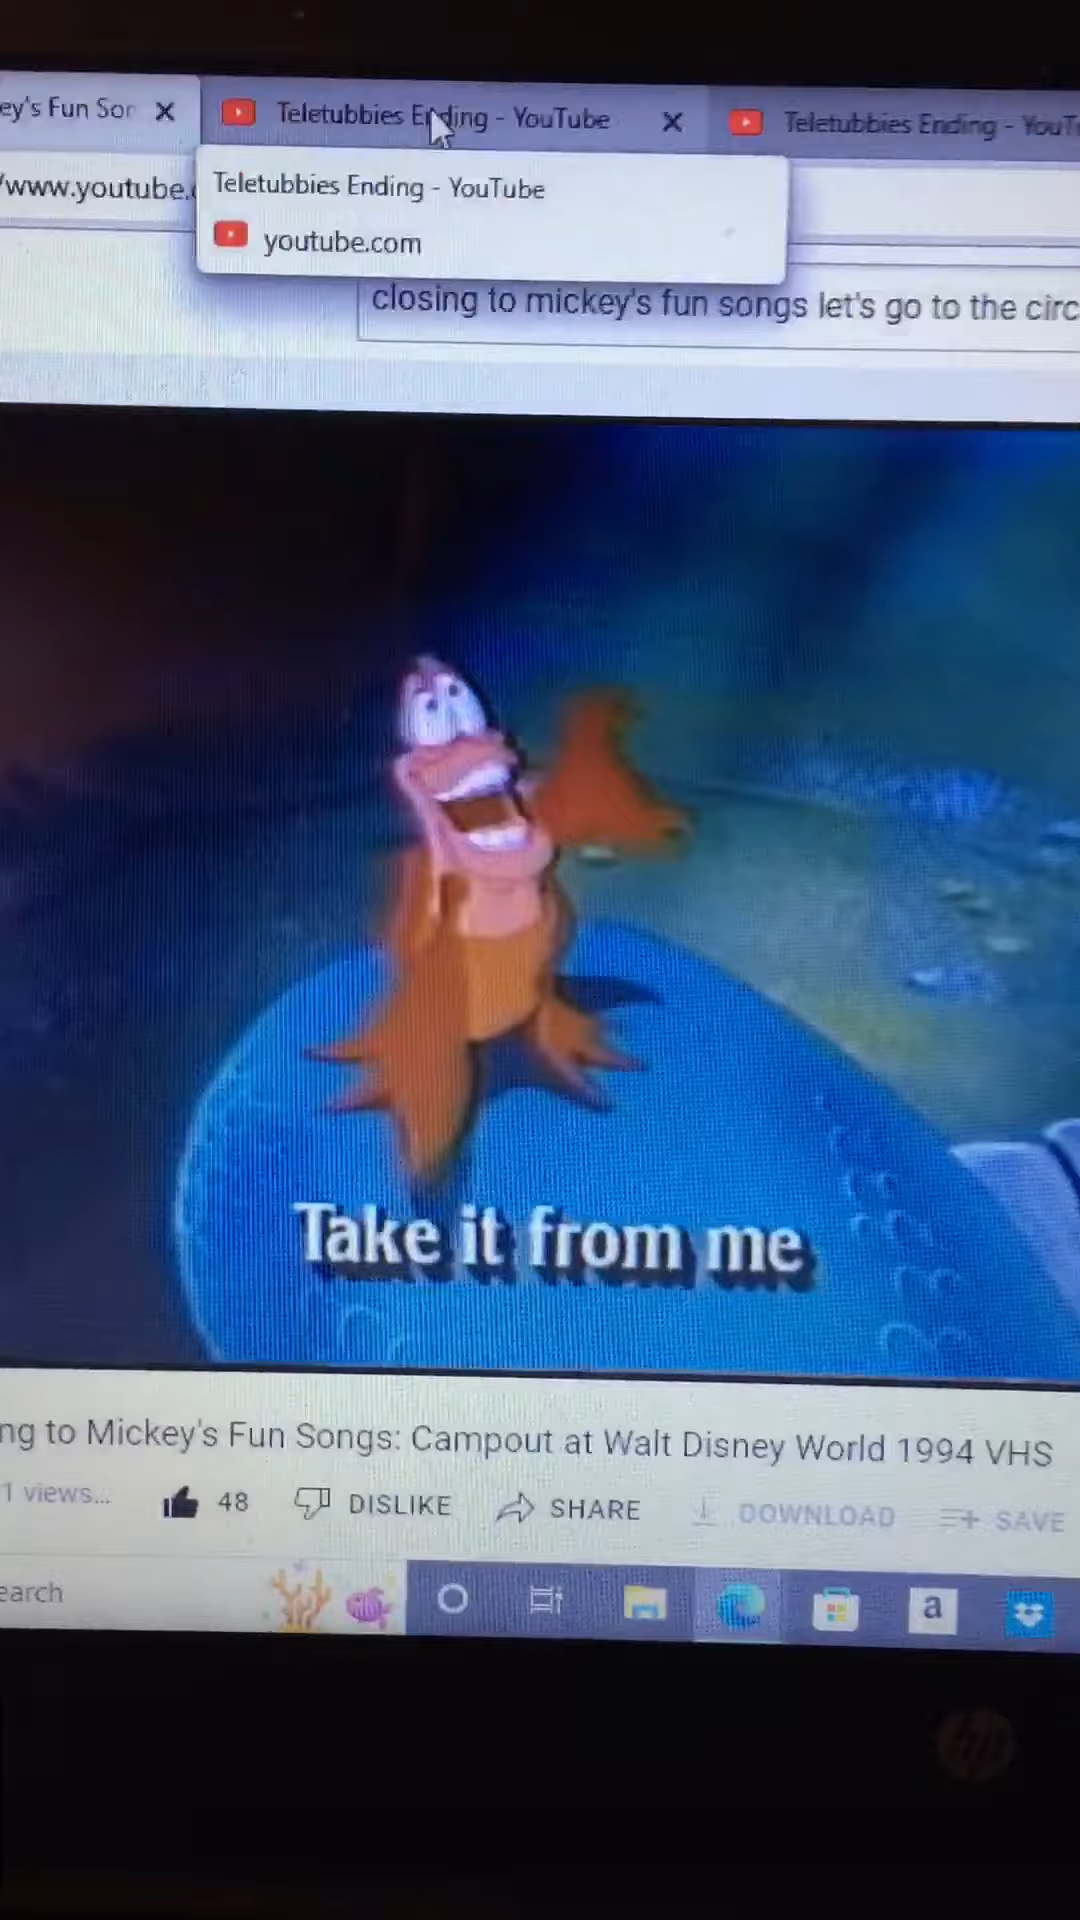 ey's Fun Son
Teletubbies Ending - YouTube
Teletubbies Ending - YouT
/www.youtube.
Teletubbies Ending - YouTube
youtube.com
closing to mickey's fun songs let's go to the circ
Take it from me
ng to Mickey's Fun Songs: Campout at Walt Disney World 1994 VHS
1 views...
48
DISLIKE
SHARE
DOWNLOAD
SAVE
earch
a
hp